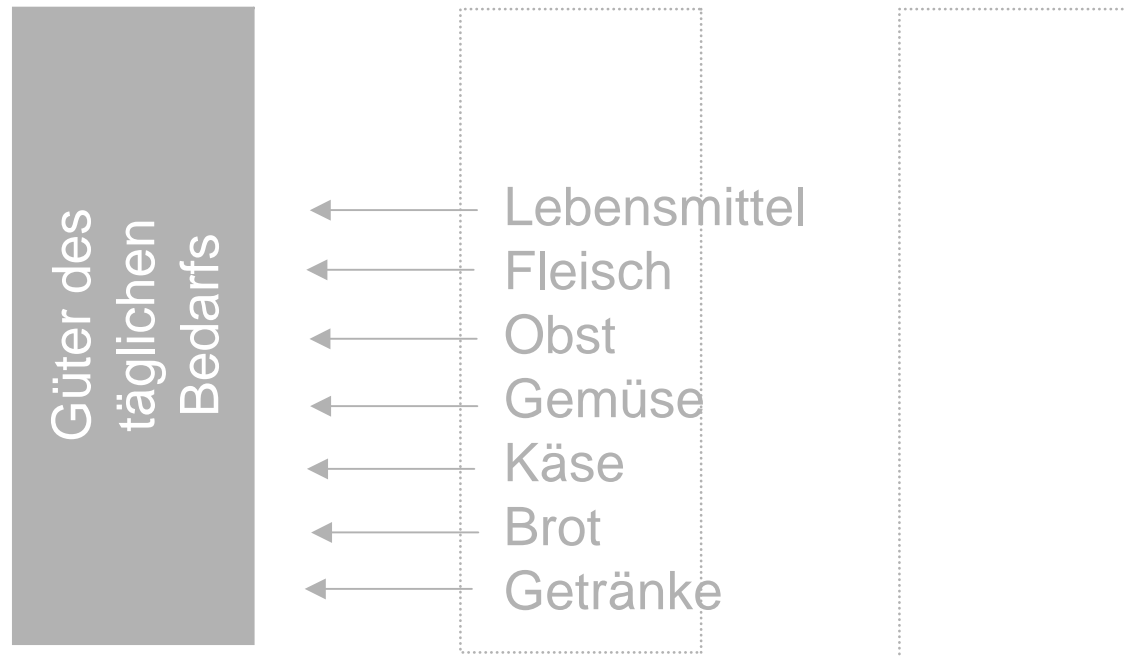 Güter des
täglichen
Bedarfs
Lebensmittel
Fleisch
Obst
Gemüse
Käse
Brot
Getränke